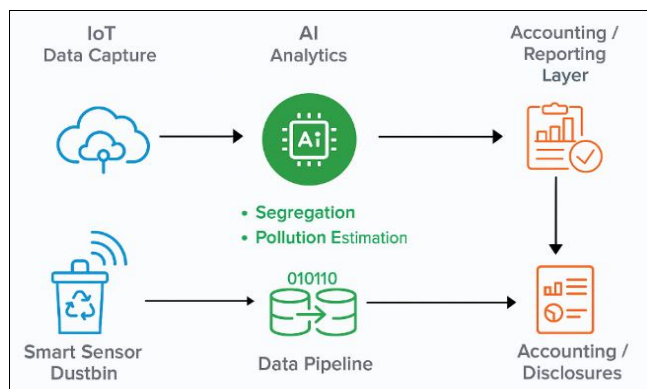 IoT
Data Capture
AI
Analytics
Accounting /
Reporting
Layer
Ai
• Segregation
• Pollution Estimation
010110
Smart Sensor
Dustbin
Data Pipeline
Accounting /
Disclosures